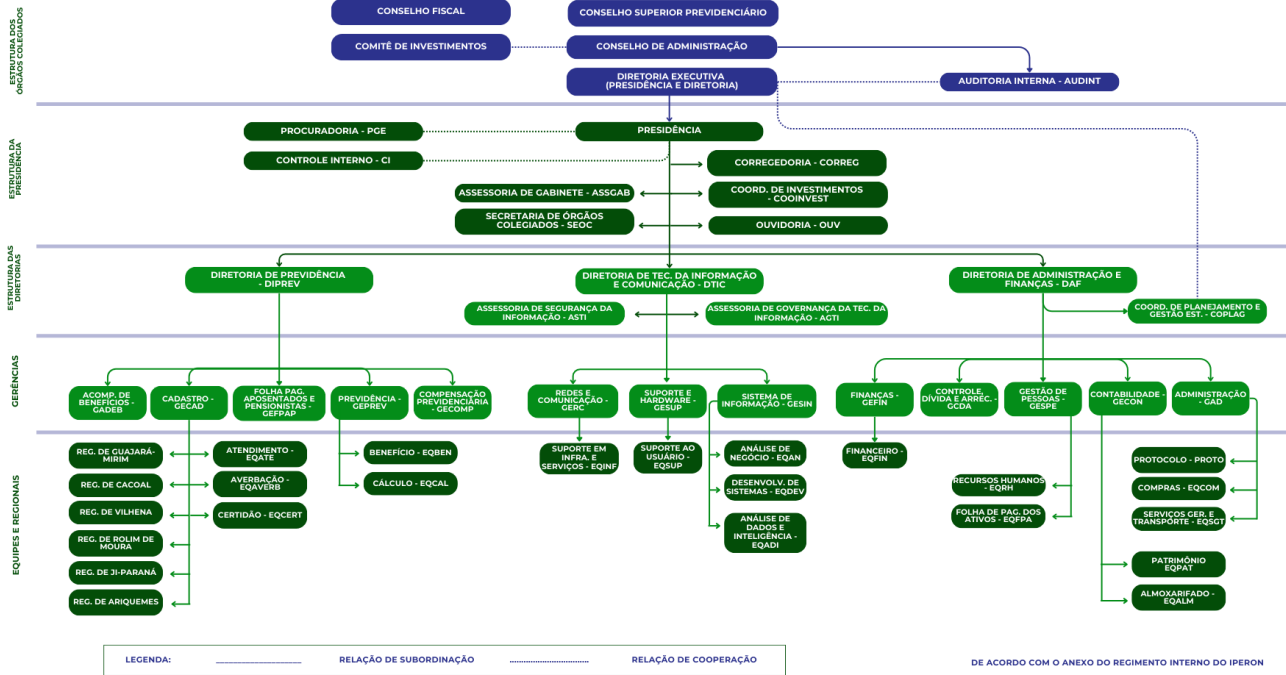 ESTRUTURA DOS
ÓRGÃOS COLEGIADOS
CONSELHO FISCAL
CONSELHO SUPERIOR PREVIDENCIÁRIO
COMITÊ DE INVESTIMENTOS
CONSELHO DE ADMINISTRAÇÃO
DIRETORIA EXECUTIVA
(PRESIDÊNCIA E DIRETORIA)
AUDITORIA INTERNA - AUDINT
ESTRUTURA DA
PRESIDÊNCIA
PROCURADORIA - PGE
PRESIDÊNCIA
CONTROLE INTERNO - CI
CORREGEDORIA - CORREG
ASSESSORIA DE GABINETE - ASSGAB
COORD. DE INVESTIMENTOS
- COOINVEST
SECRETARIA DE ÓRGÃOS
COLEGIADOS - SEOC
OUVIDORIA - OUV
ESTRUTURA DAS
DIRETORIAS
DIRETORIA DE PREVIDÊNCIA
- DIPREV
DIRETORIA DE TEC. DA INFORMAÇÃO
E COMUNICAÇÃO - DTIC
DIRETORIA DE ADMINISTRAÇÃO E
FINANÇAS - DAF
ASSESSORIA DE SEGURANÇA DA
INFORMAÇÃO - ASTI
ASSESSORIA DE GOVERNANÇA DA TEC. DA
INFORMAÇÃO - AGTI
COORD. DE PLANEJAMENTO E
GESTÃO EST. - COPLAG
GERÊNCIAS
ACOMP. DE
BENEFÍCIOS - GADEB
CADASTRO -
GECAD
FOLHA PAG.
APOSENTADOS E
PENSIONISTAS -
GEFPAP
PREVIDÊNCIA -
GEPREV
COMPENSAÇÃO
PREVIDENCIÁRIA
- GECOMP
REDES E
COMUNICAÇÃO -
GERC
SUPORTE E
HARDWARE -
GESUP
SISTEMA DE
INFORMAÇÃO - GESIN
FINANÇAS -
GEFIN
CONTROLE,
DÍVIDA E ARREC. -
GCDA
GESTÃO DE
PESSOAS -
GESPE
CONTABILIDADE -
GECON
ADMINISTRAÇÃO -
GAD
EQUIPES E REGIONAIS
REG. DE GUAJARÁ-
MIRIM
REG. DE CACOAL
REG. DE VILHENA
REG. DE ROLIM DE
MOURA
REG. DE JI-PARANÁ
REG. DE ARIQUEMES
ATENDIMENTO -
EQATE
AVERBAÇÃO -
EQAVERB
CERTIDÃO - EQCERT
BENEFÍCIO - EQBEN
CÁLCULO - EQCAL
SUPORTE EM
INFRA. E
SERVIÇOS - EQINF
SUPORTE AO
USUÁRIO -
EQSUP
ANÁLISE DE
NEGÓCIO - EQAN
DESENVOLV. DE
SISTEMAS - EQDEV
ANÁLISE DE
DADOS E
INTELIGÊNCIA -
EQADI
FINANCEIRO -
EQFIN
RECURSOS HUMANOS
- EQRH
FOLHA DE PAG. DOS
ATIVOS - EQFPA
PROTOCOLO - PROTO
COMPRAS - EQCOM
SERVIÇOS GER. E
TRANSPORTE - EQSGT
PATRIMÔNIO
EQPAT
ALMOXARIFADO -
EQALM
LEGENDA: ____________________ RELAÇÃO DE SUBORDINAÇÃO ........................... RELAÇÃO DE COOPERAÇÃO
DE ACORDO COM O ANEXO DO REGIMENTO INTERNO DO IPERON